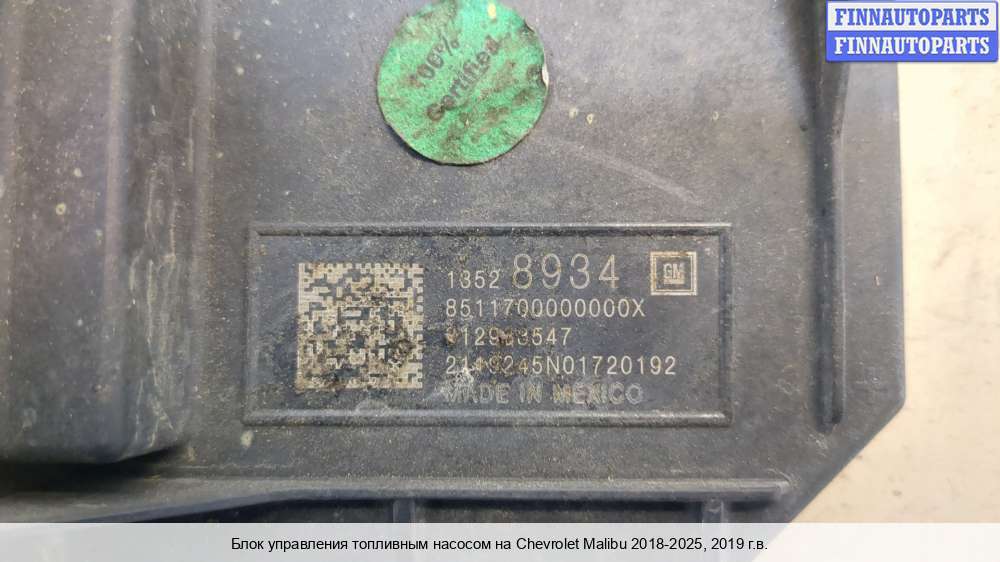 FINNAUTOPARTS
FINNAUTOPARTS
00%
Certified
1352 8934 GM
8511700000000X
MADE IN MEXICO
Блок управления топливным насосом на Chevrolet Malibu 2018-2025, 2019 г.в.